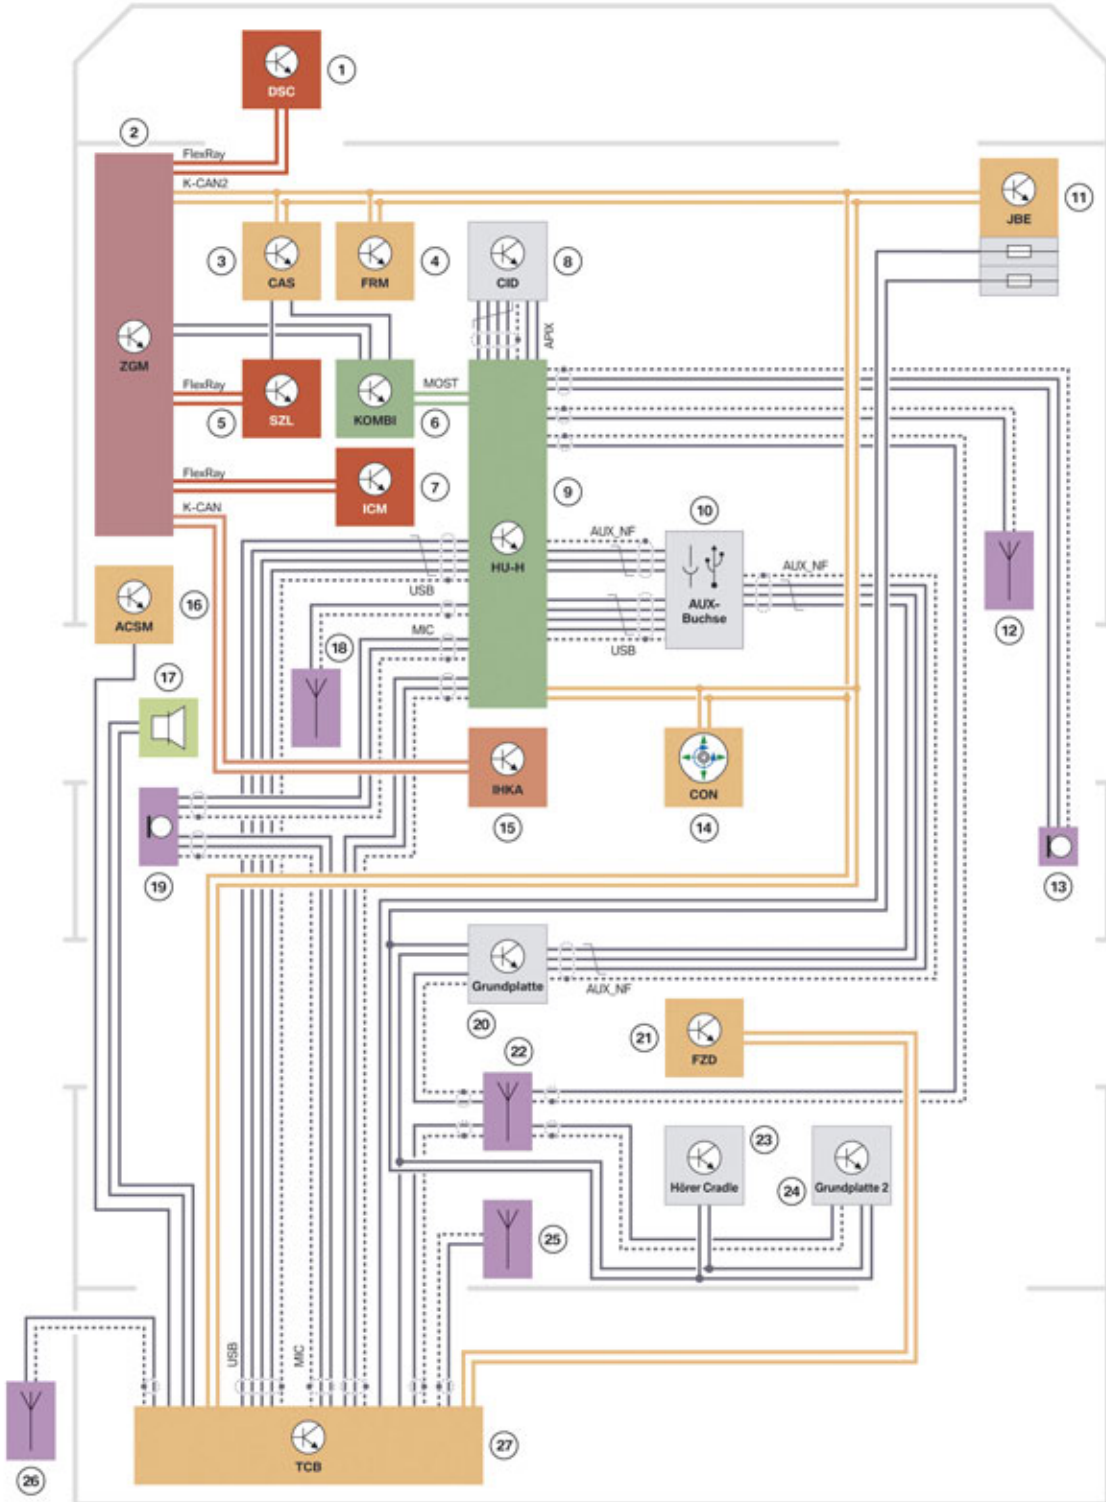 1
DSC
2
FlexRay
K-CAN2
11
JBE
3
CAS
4
FRM
8
CID
APIX
ZGM
FlexRay
MOST
5
SZL
KOMBI
6
FlexRay
7
ICM
9
K-CAN
10
AUX_NF
HU-H
AUX_NF
USB
AUX-
Buchse
16
ACSM
12
MIC
18
USB
17
IHKA
CON
15
14
19
13
Grundplatte
AUX_NF
20
21
FZD
22
23
Hörer Cradle
24
Grundplatte 2
25
USB
MIC
27
TCB
26